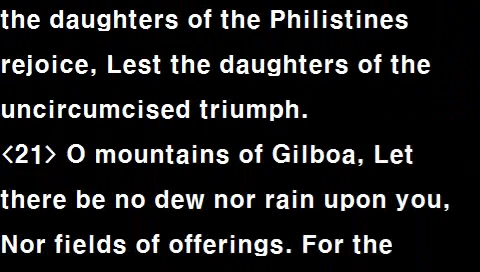 the daughters of the Philistines
rejoice, Lest the daughters of the
uncircumcised triumph.
<21> O mountains of Gilboa, Let
there be no dew nor rain upon you,
Nor fields of offerings. For the